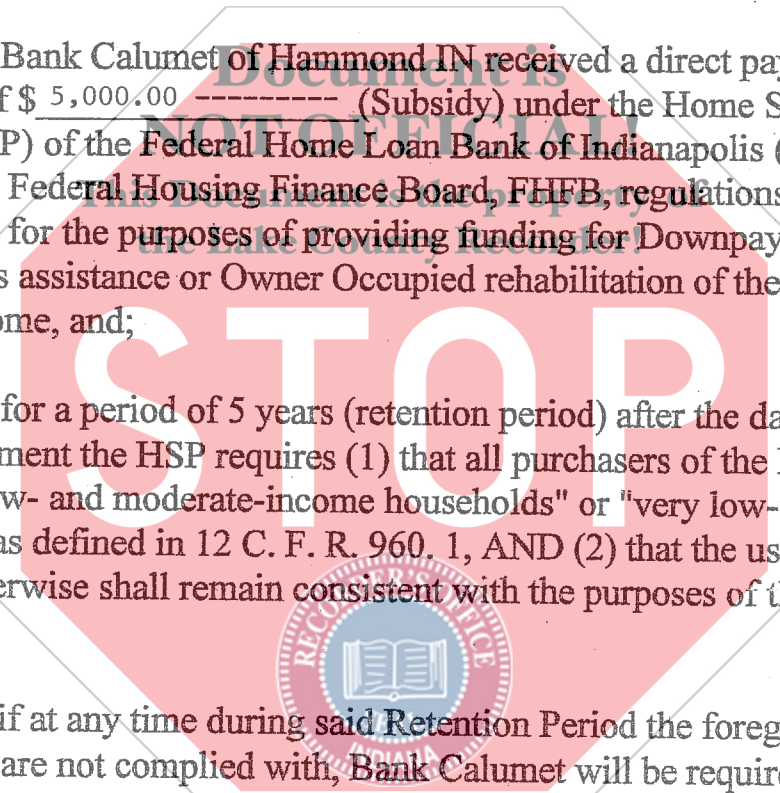 Bank Calumet of Hammond IN received a direct pay
f $ 5,000.00 ---------- (Subsidy) under the Home S
P) of the Federal Home Loan Bank of Indianapolis (
Federal Housing Finance Board, FHFB, regulations
for the purposes of providing funding for Downpay
s assistance or Owner Occupied rehabilitation of the
ome, and;
for a period of 5 years (retention period) after the da
ment the HSP requires (1) that all purchasers of the
w- and moderate-income households" or "very low-
as defined in 12 C. F. R. 960. 1, AND (2) that the us
erwise shall remain consistent with the purposes of t
if at any time during said Retention Period the foreg
are not complied with, Bank Calumet will be require
Document is
NOT OFFICIAL!
This Document is the property of
the Lake County Recorder!
STOP
RECORDER'S OFFICE
INDIANA